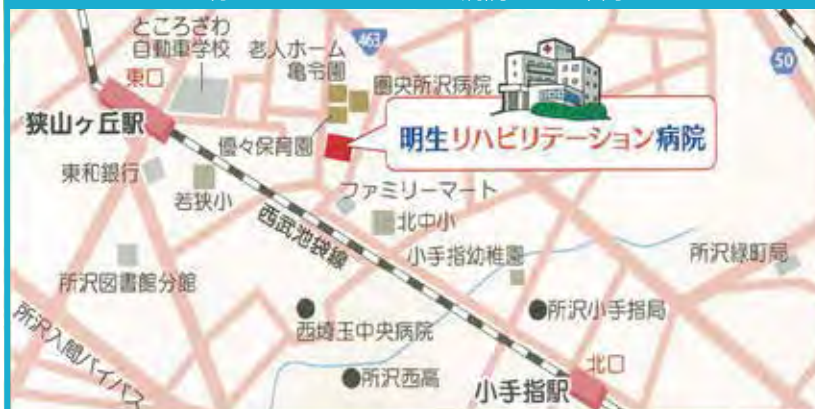 ところざわ
自動車学校
老人ホーム
亀令園
463
圏央所沢病院
50
東口
狭山ヶ丘駅
明生リハビリテーション病院
優々保育園
東和銀行
若狭小
ファミリーマート
北中小
西武池袋線
小手指幼稚園
所沢緑町局
所沢図書館分館
所沢入間バイパス
西埼玉中央病院
所沢小手指局
所沢西高
北口
小手指駅